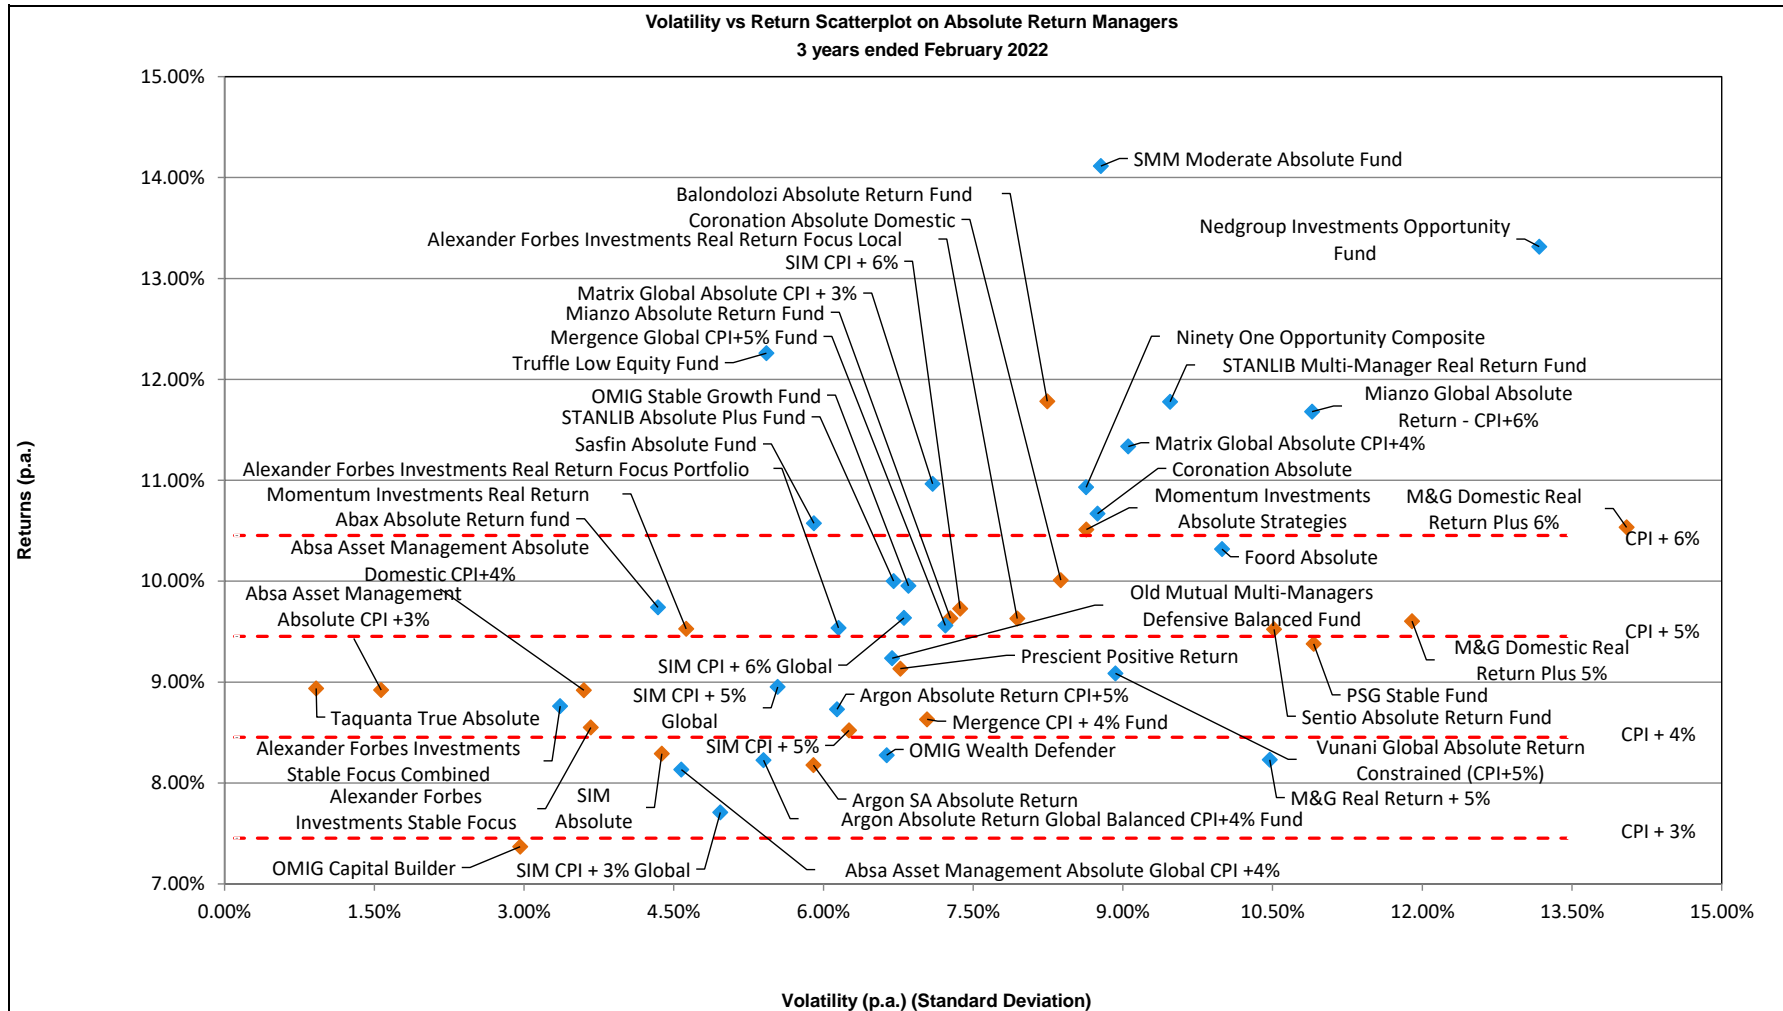 Volatility vs Return Scatterplot on Absolute Return Managers
3 years ended February 2022
15.00%
14.00%
13.00%
12.00%
11.00%
10.00%
9.00%
8.00%
7.00%
Returns (p.a.)
SMM Moderate Absolute Fund
Balondolozi Absolute Return Fund
Coronation Absolute Domestic
Alexander Forbes Investments Real Return Focus Local
SIM CPI + 6%
Nedgroup Investments Opportunity
Fund
Matrix Global Absolute CPI + 3%
Mianzo Absolute Return Fund
Mergence Global CPI+5% Fund
Truffle Low Equity Fund
Ninety One Opportunity Composite
STANLIB Multi-Manager Real Return Fund
Mianzo Global Absolute
Return - CPI+6%
OMIG Stable Growth Fund
STANLIB Absolute Plus Fund
Sasfin Absolute Fund
Matrix Global Absolute CPI+4%
Coronation Absolute
Alexander Forbes Investments Real Return Focus Portfolio
Momentum Investments Real Return
Abax Absolute Return fund
Momentum Investments
Absolute Strategies
M&G Domestic Real
Return Plus 6%
CPI + 6%
Foord Absolute
Absa Asset Management Absolute
Domestic CPI+4%
Absa Asset Management
Absolute CPI +3%
Old Mutual Multi-Managers
Defensive Balanced Fund
CPI + 5%
SIM CPI + 6% Global
Prescient Positive Return
M&G Domestic Real
Return Plus 5%
SIM CPI + 5%
Global
Argon Absolute Return CPI+5%
PSG Stable Fund
Taquanta True Absolute
Mergence CPI + 4% Fund
Sentio Absolute Return Fund
CPI + 4%
Alexander Forbes Investments
Stable Focus Combined
SIM CPI + 5%
OMIG Wealth Defender
Vunani Global Absolute Return
Constrained (CPI+5%)
Alexander Forbes
Investments Stable Focus
SIM
Absolute
Argon SA Absolute Return
M&G Real Return + 5%
Argon Absolute Return Global Balanced CPI+4% Fund
CPI + 3%
OMIG Capital Builder
SIM CPI + 3% Global
Absa Asset Management Absolute Global CPI +4%
0.00%
1.50%
3.00%
4.50%
6.00%
7.50%
9.00%
10.50%
12.00%
13.50%
15.00%
Volatility (p.a.) (Standard Deviation)